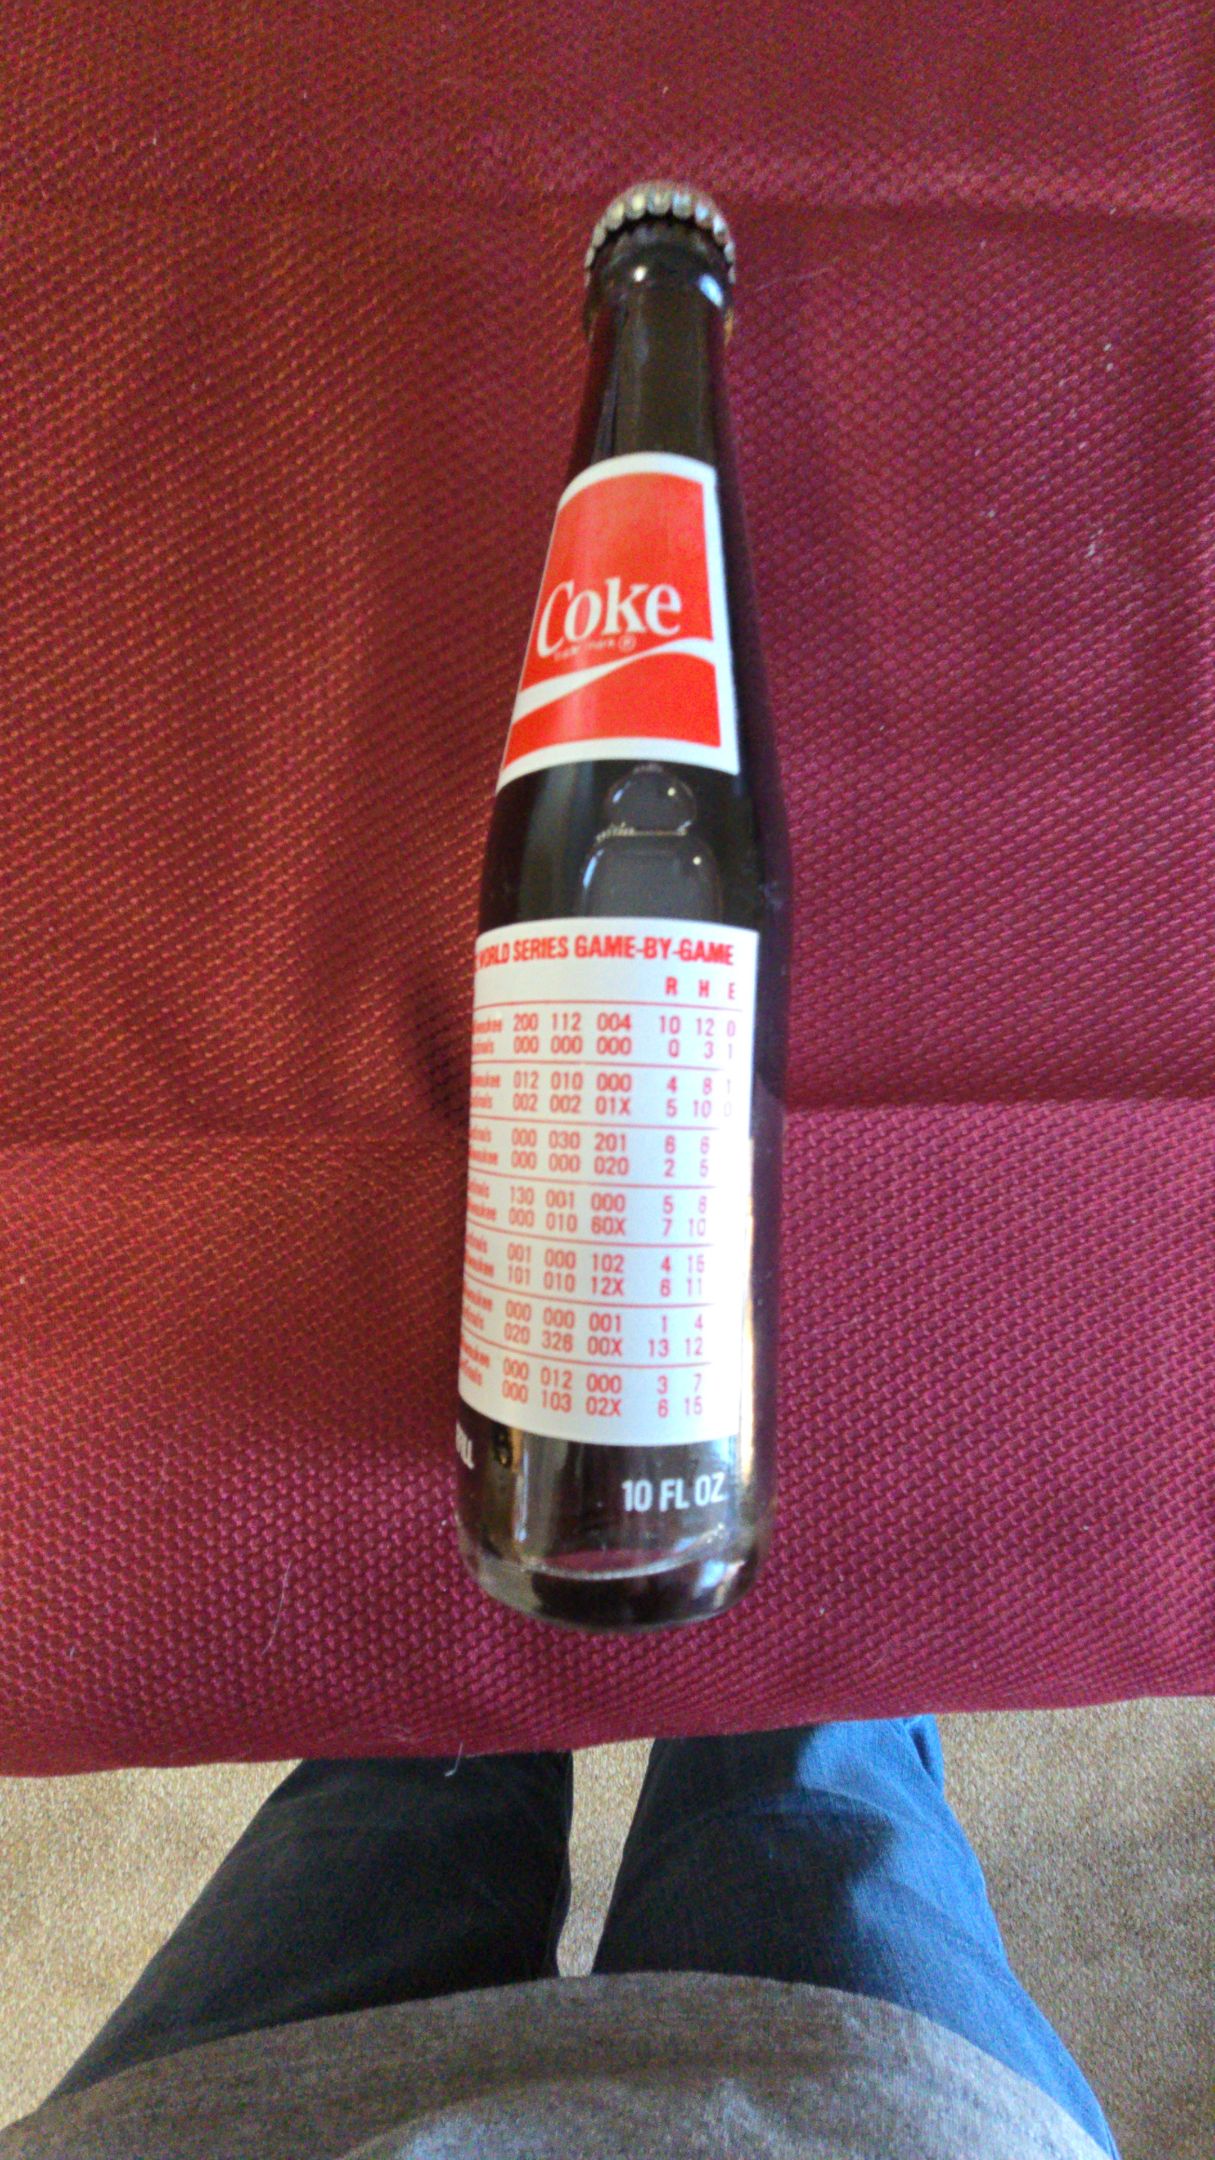 Coke
WORLD SERIES GAME-BY-GAME
R H E
200 112 004 10 12 0
000 000 000 0 3 1
012 010 000 4 8 1
002 002 01X 5 10 0
000 030 201 6 6
000 000 020 2 5
130 001 000 5 8
000 010 60X 7 10
001 000 102 4 15
101 010 12X 6 11
000 000 001 1 4
020 326 00X 13 12
000 012 000 3 7
000 103 02X 6 15
10 FL OZ.